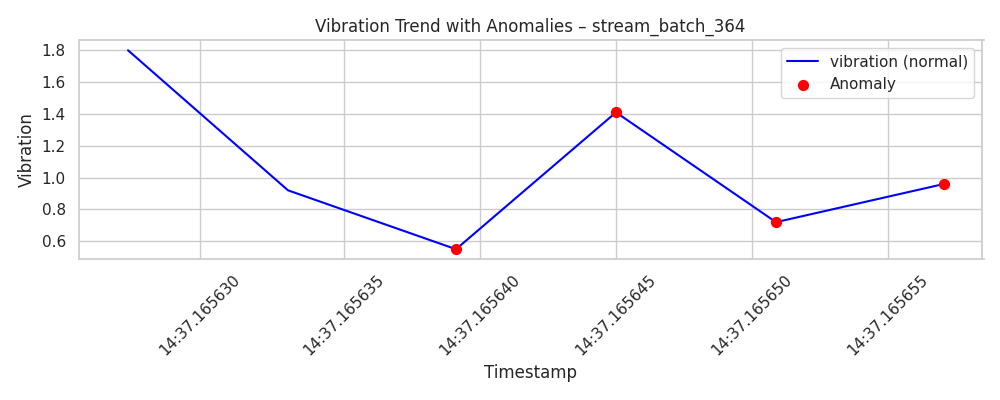 Vibration Trend with Anomalies – stream_batch_364
vibration (normal)
Anomaly
Vibration
1.8
1.6
1.4
1.2
1.0
0.8
0.6
14:37.165630
14:37.165635
14:37.165640
14:37.165645
14:37.165650
14:37.165655
Timestamp